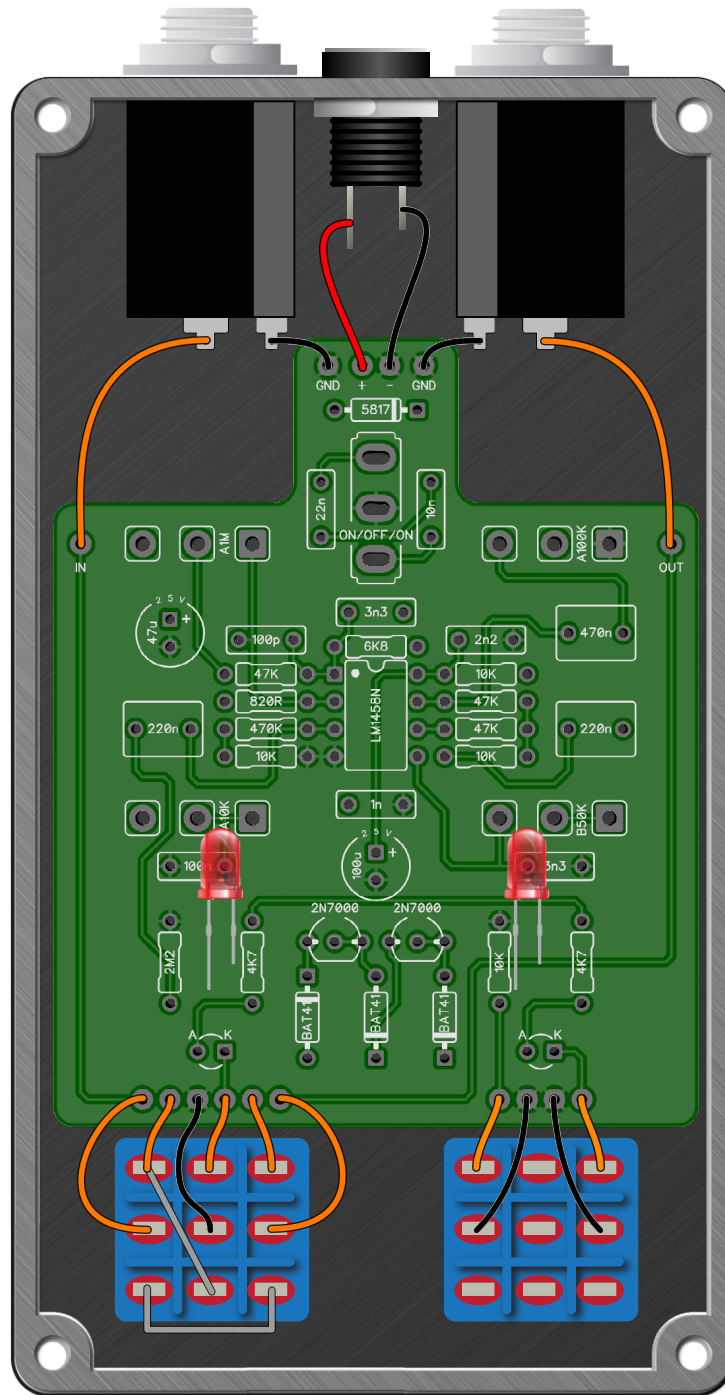 GND + - GND
5817
22n
10n
ON/OFF/ON
A1M
A100K
IN
OUT
2 5 V
+
47u
3n3
100p
6K8
2n2
470n
47K
10K
820R
LM1458N
47K
220n
470K
47K
220n
10K
10K
1n
A10K
B50K
2 5 V
+
100u
100n
3n3
2N7000
2N7000
2M2
4K7
10K
4K7
BAT41
BAT41
BAT41
A K
A K